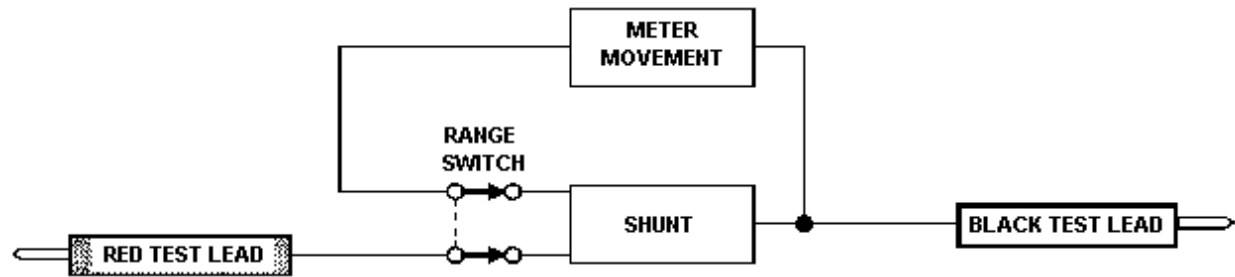 METER
MOVEMENT
RANGE
SWITCH
SHUNT
RED TEST LEAD
BLACK TEST LEAD